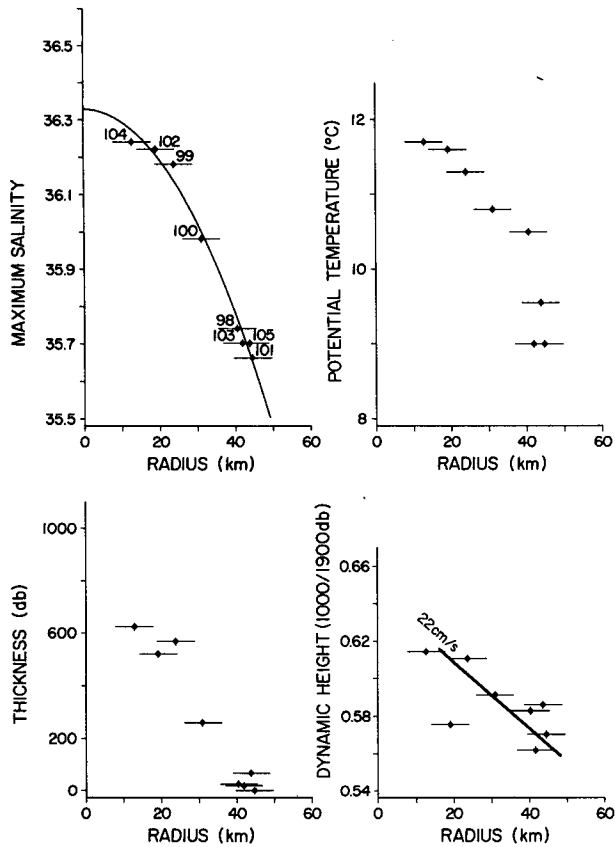 MAXIMUM SALINITY
36.5
36.3
36.1
35.9
35.7
35.5
104
102
99
100
98
103
105
101
0 20 40 60
RADIUS (km)
POTENTIAL TEMPERATURE (°C)
12
10
8
0 20 40 60
RADIUS (km)
THICKNESS (db)
1000
600
200
0
0 20 40 60
RADIUS (km)
DYNAMIC HEIGHT (1000/1900db)
0.66
0.62
0.58
0.54
22cm/s
0 20 40 60
RADIUS (km)